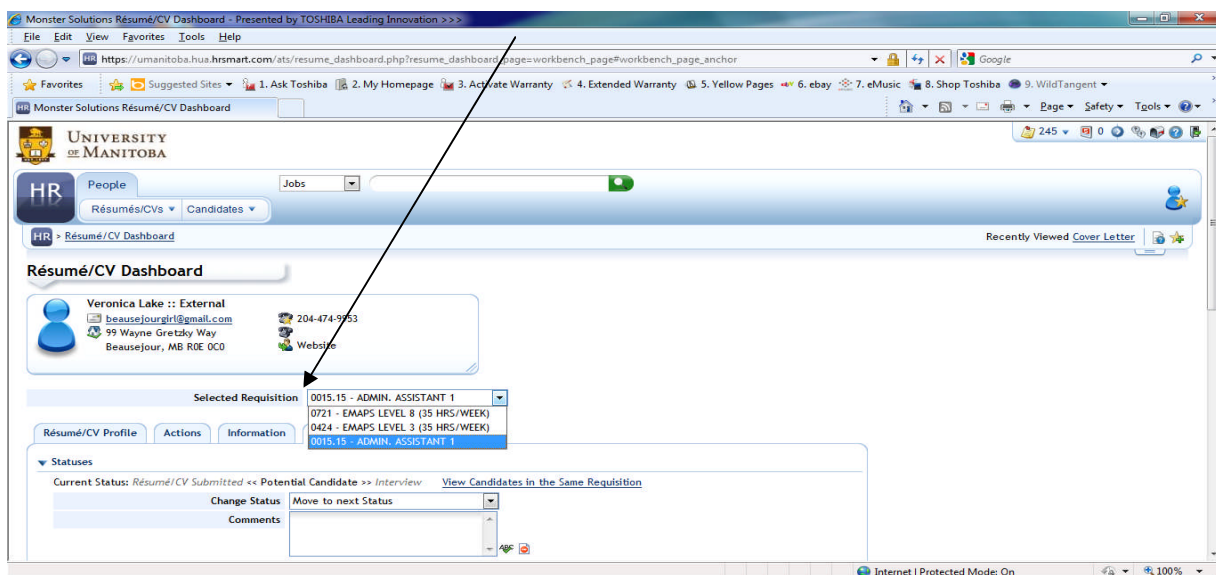 Monster Solutions Résumé/CV Dashboard - Presented by TOSHIBA Leading Innovation >>>
File Edit View Favorites Tools Help
https://umanitoba.hua.hrsmart.com/ats/resume_dashboard.php?resume_dashboard_page=workbench_page#workbench_page_anchor Google
Favorites Suggested Sites 1. Ask Toshiba 2. My Homepage 3. Activate Warranty 4. Extended Warranty 5. Yellow Pages 6. ebay 7. eMusic 8. Shop Toshiba 9. WildTangent
HR Monster Solutions Résumé/CV Dashboard Page Safety Tools
UNIVERSITY OF MANITOBA
245 0
HR People Jobs
Résumés/CVs Candidates
HR > Résumé/CV Dashboard Recently Viewed Cover Letter
Résumé/CV Dashboard
Veronica Lake :: External
beausejourgirl@gmail.com 204-474-9953
99 Wayne Gretzky Way
Beausejour, MB R0E 0C0 Website
Selected Requisition 0015.15 - ADMIN. ASSISTANT 1
0721 - EMAPS LEVEL 8 (35 HRS/WEEK)
0424 - EMAPS LEVEL 3 (35 HRS/WEEK)
0015.15 - ADMIN. ASSISTANT 1
Résumé/CV Profile Actions Information
Statuses
Current Status: Résumé/CV Submitted << Potential Candidate >> Interview View Candidates in the Same Requisition
Change Status Move to next Status
Comments
ABC
Internet | Protected Mode: On 100%